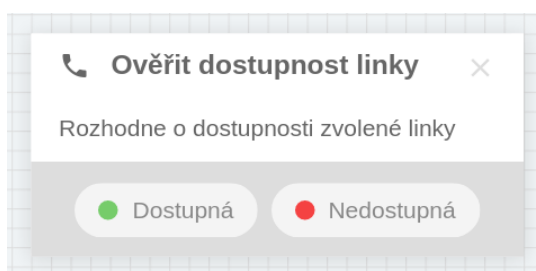 Ověřit dostupnost linky
Rozhodne o dostupnosti zvolené linky
Dostupná
Nedostupná